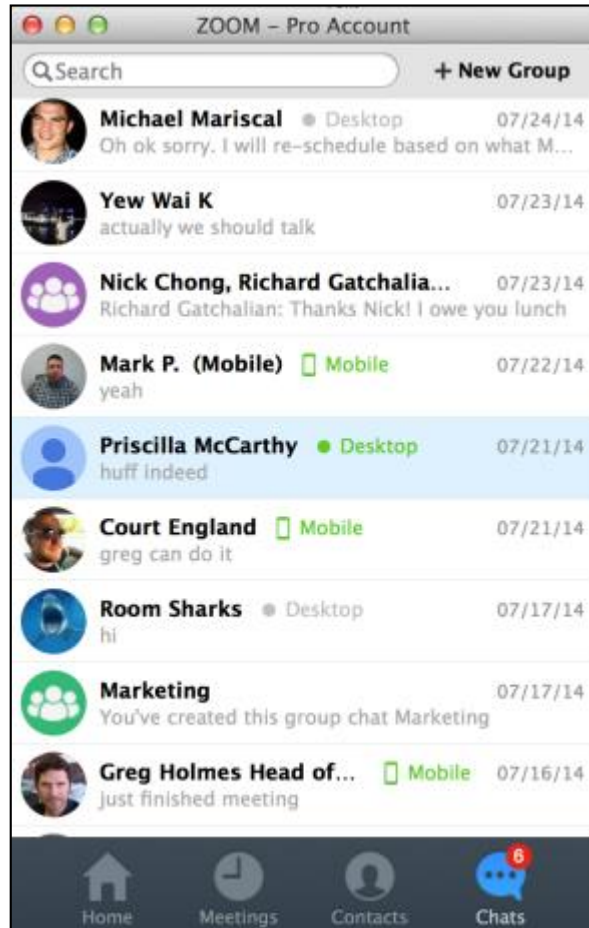 ZOOM – Pro Account
Search + New Group
Michael Mariscal Desktop 07/24/14
Oh ok sorry. I will re-schedule based on what M...
Yew Wai K 07/23/14
actually we should talk
Nick Chong, Richard Gatchalia... 07/23/14
Richard Gatchalian: Thanks Nick! I owe you lunch
Mark P. (Mobile) Mobile 07/22/14
yeah
Priscilla McCarthy Desktop 07/21/14
huff indeed
Court England Mobile 07/21/14
greg can do it
Room Sharks Desktop 07/17/14
hi
Marketing 07/17/14
You've created this group chat Marketing
Greg Holmes Head of... Mobile 07/16/14
just finished meeting
6
Home Meetings Contacts Chats